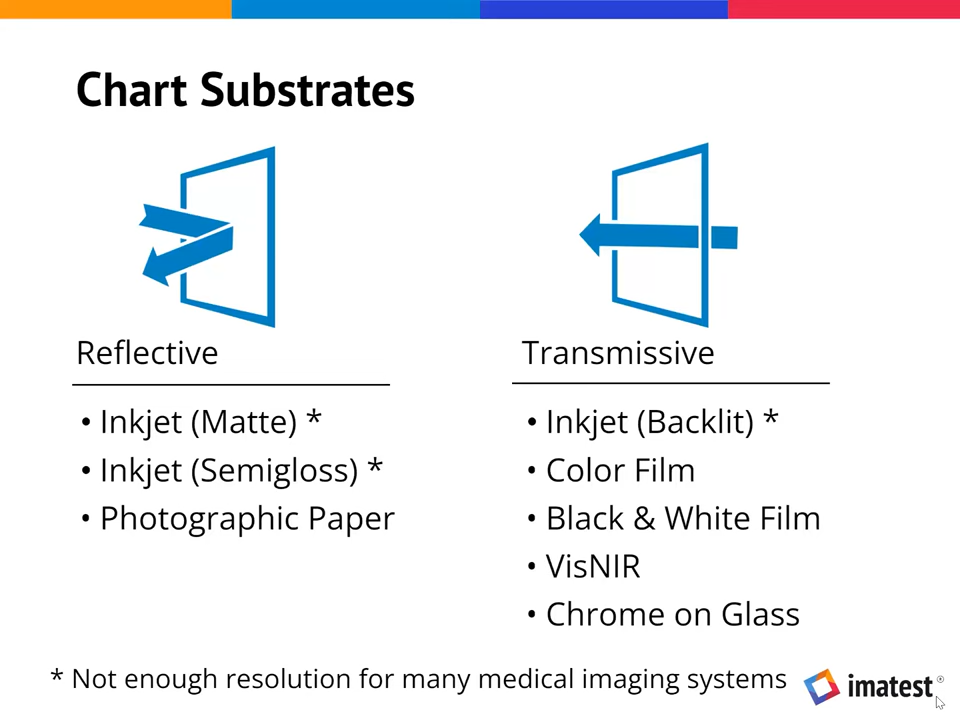 Chart Substrates
Reflective
• Inkjet (Matte) *
• Inkjet (Semigloss) *
• Photographic Paper
Transmissive
• Inkjet (Backlit) *
• Color Film
• Black & White Film
• VisNIR
• Chrome on Glass
* Not enough resolution for many medical imaging systems
imatest®